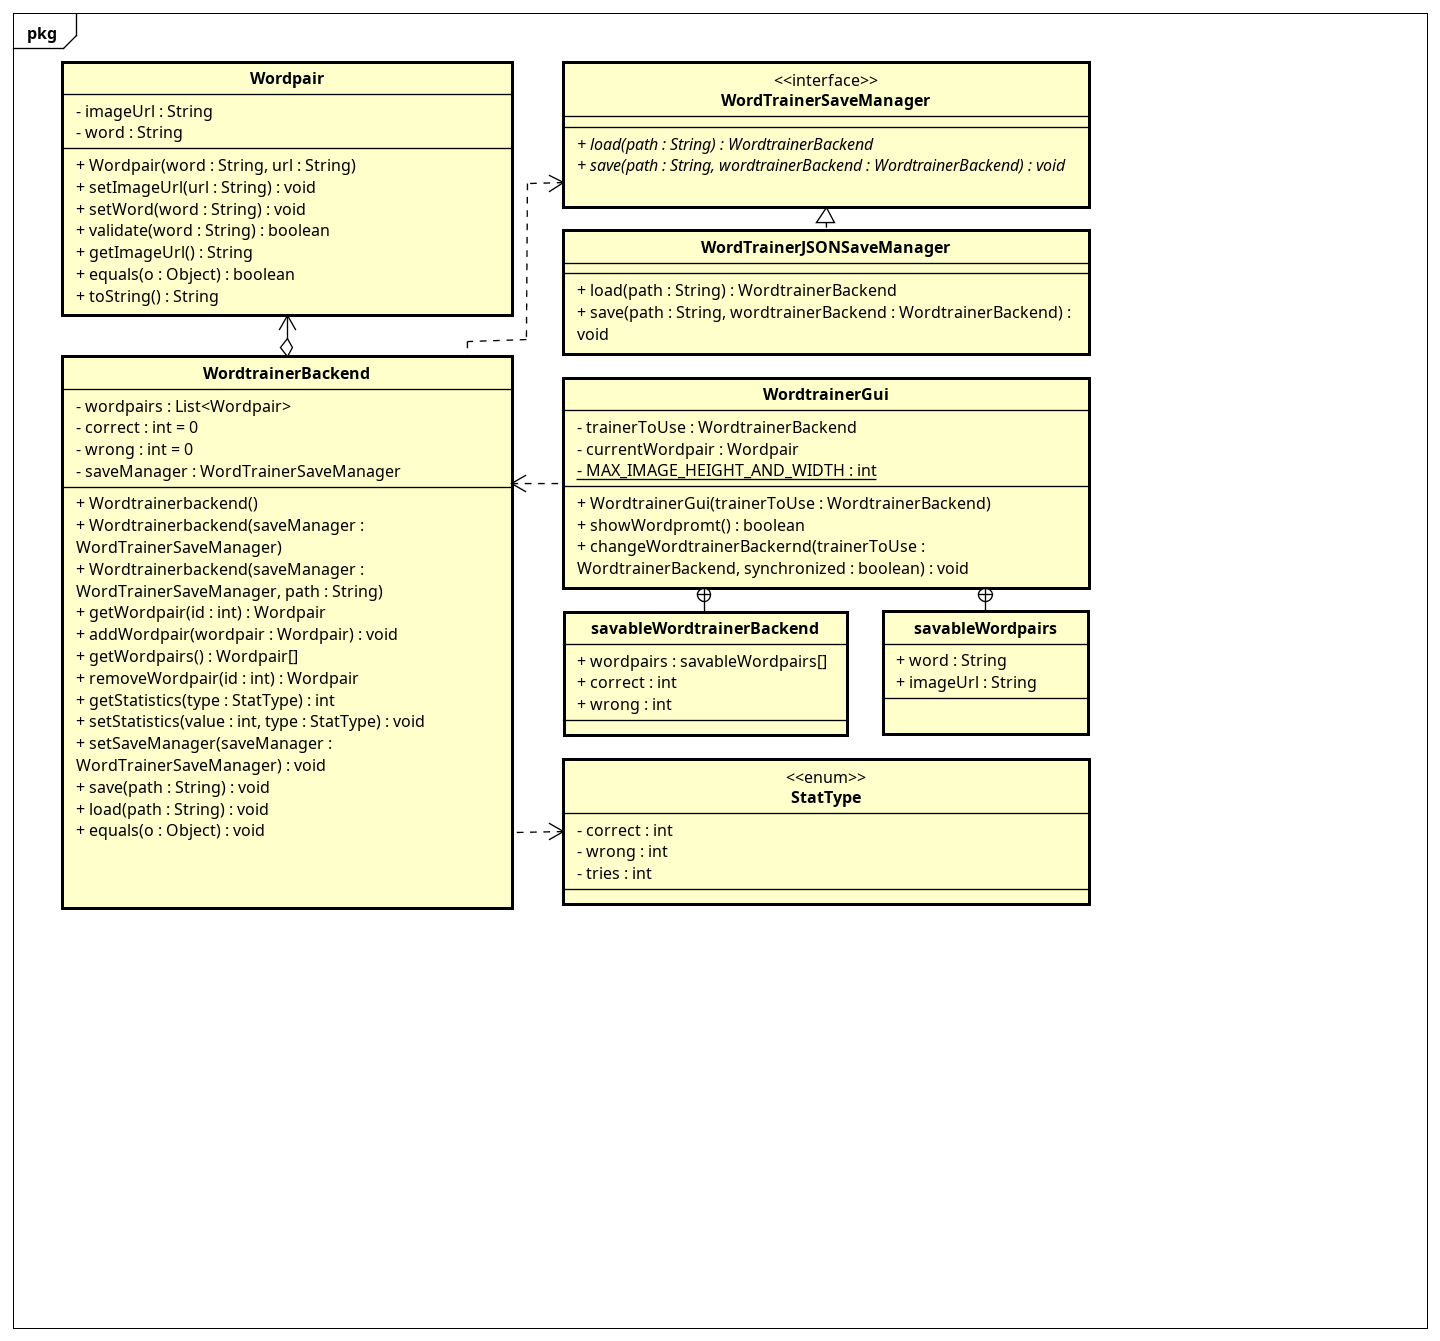 pkg
Wordpair
- imageUrl : String
- word : String
+ Wordpair(word : String, url : String)
+ setImageUrl(url : String) : void
+ setWord(word : String) : void
+ validate(word : String) : boolean
+ getImageUrl() : String
+ equals(o : Object) : boolean
+ toString() : String
<<interface>>
WordTrainerSaveManager
+ load(path : String) : WordtrainerBackend
+ save(path : String, wordtrainerBackend : WordtrainerBackend) : void
WordTrainerJSONSaveManager
+ load(path : String) : WordtrainerBackend
+ save(path : String, wordtrainerBackend : WordtrainerBackend) :
void
WordtrainerBackend
- wordpairs : List<Wordpair>
- correct : int = 0
- wrong : int = 0
- saveManager : WordTrainerSaveManager
+ Wordtrainerbackend()
+ Wordtrainerbackend(saveManager :
WordTrainerSaveManager)
+ Wordtrainerbackend(saveManager :
WordTrainerSaveManager, path : String)
+ getWordpair(id : int) : Wordpair
+ addWordpair(wordpair : Wordpair) : void
+ getWordpairs() : Wordpair[]
+ removeWordpair(id : int) : Wordpair
+ getStatistics(type : StatType) : int
+ setStatistics(value : int, type : StatType) : void
+ setSaveManager(saveManager :
WordTrainerSaveManager) : void
+ save(path : String) : void
+ load(path : String) : void
+ equals(o : Object) : void
WordtrainerGui
- trainerToUse : WordtrainerBackend
- currentWordpair : Wordpair
- MAX_IMAGE_HEIGHT_AND_WIDTH : int
+ WordtrainerGui(trainerToUse : WordtrainerBackend)
+ showWordpromt() : boolean
+ changeWordtrainerBackernd(trainerToUse :
WordtrainerBackend, synchronized : boolean) : void
savableWordtrainerBackend
+ wordpairs : savableWordpairs[]
+ correct : int
+ wrong : int
savableWordpairs
+ word : String
+ imageUrl : String
<<enum>>
StatType
- correct : int
- wrong : int
- tries : int